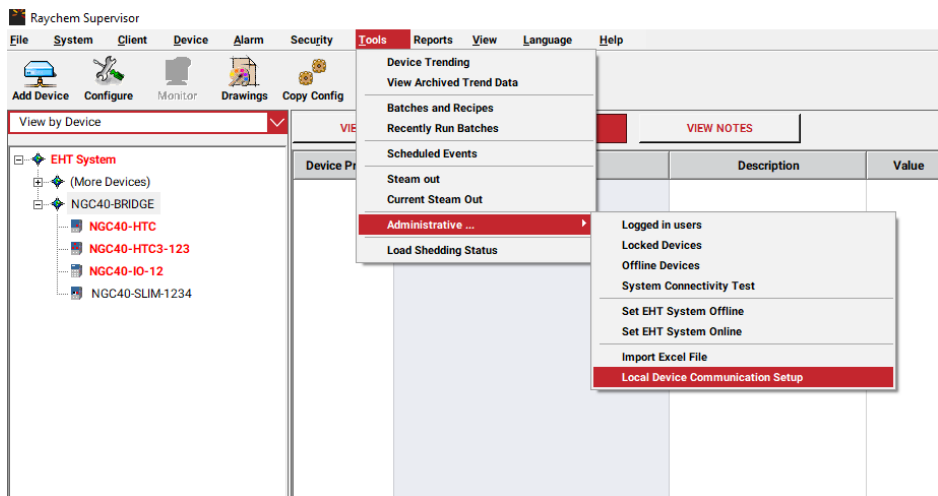 Raychem Supervisor
File System Client Device Alarm Security Tools Reports View Language Help
Add Device Configure Monitor Drawings Copy Config
View by Device
EHT System
(More Devices)
NGC40-BRIDGE
NGC40-HTC
NGC40-HTC3-123
NGC40-IO-12
NGC40-SLIM-1234
Device Trending
View Archived Trend Data
Batches and Recipes
Recently Run Batches
Scheduled Events
Steam out
Current Steam Out
Administrative ...
Load Shedding Status
Logged in users
Locked Devices
Offline Devices
System Connectivity Test
Set EHT System Offline
Set EHT System Online
Import Excel File
Local Device Communication Setup
VIEW NOTES
Device Description Value